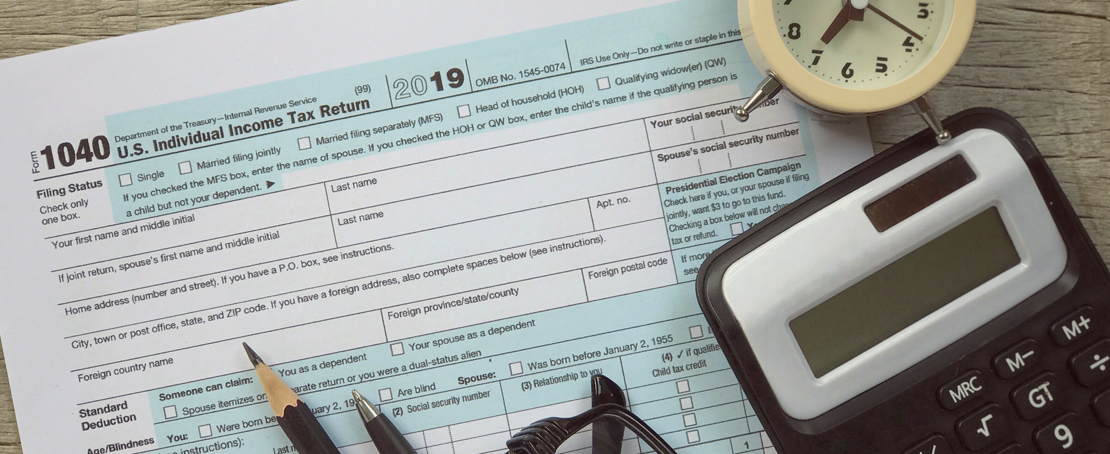 Form 1040
Department of the Treasury—Internal Revenue Service (99)
U.S. Individual Income Tax Return
2019
OMB No. 1545-0074
IRS Use Only—Do not write or staple in this
Filing Status
Check only
one box.
Single
Married filing jointly
Married filing separately (MFS)
Head of household (HOH)
Qualifying widow(er) (QW)
If you checked the MFS box, enter the name of spouse. If you checked the HOH or QW box, enter the child's name if the qualifying person is
a child but not your dependent. ▶
Your first name and middle initial
Last name
Your social security number
If joint return, spouse's first name and middle initial
Last name
Spouse's social security number
Home address (number and street). If you have a P.O. box, see instructions.
Apt. no.
Presidential Election Campaign
Check here if you, or your spouse if filing
jointly, want $3 to go to this fund.
Checking a box below will not
tax or refund.
City, town or post office, state, and ZIP code. If you have a foreign address, also complete spaces below (see instructions).
Foreign country name
Foreign province/state/county
Foreign postal code
If more
see
Standard
Deduction
Someone can claim:
You as a dependent
Your spouse as a dependent
Spouse itemizes on
arate return or you were a dual-status alien
Age/Blindness
You:
Were born
uary 2, 19
Are blind
Spouse:
Was born before January 2, 1955
instructions):
Last n
(2) Social security number
(3) Relationship to you
(4) ✓ if qualifie
Child tax credit
1
8
7
6
5
4
MRC
M−
M+
√
GT
÷
9